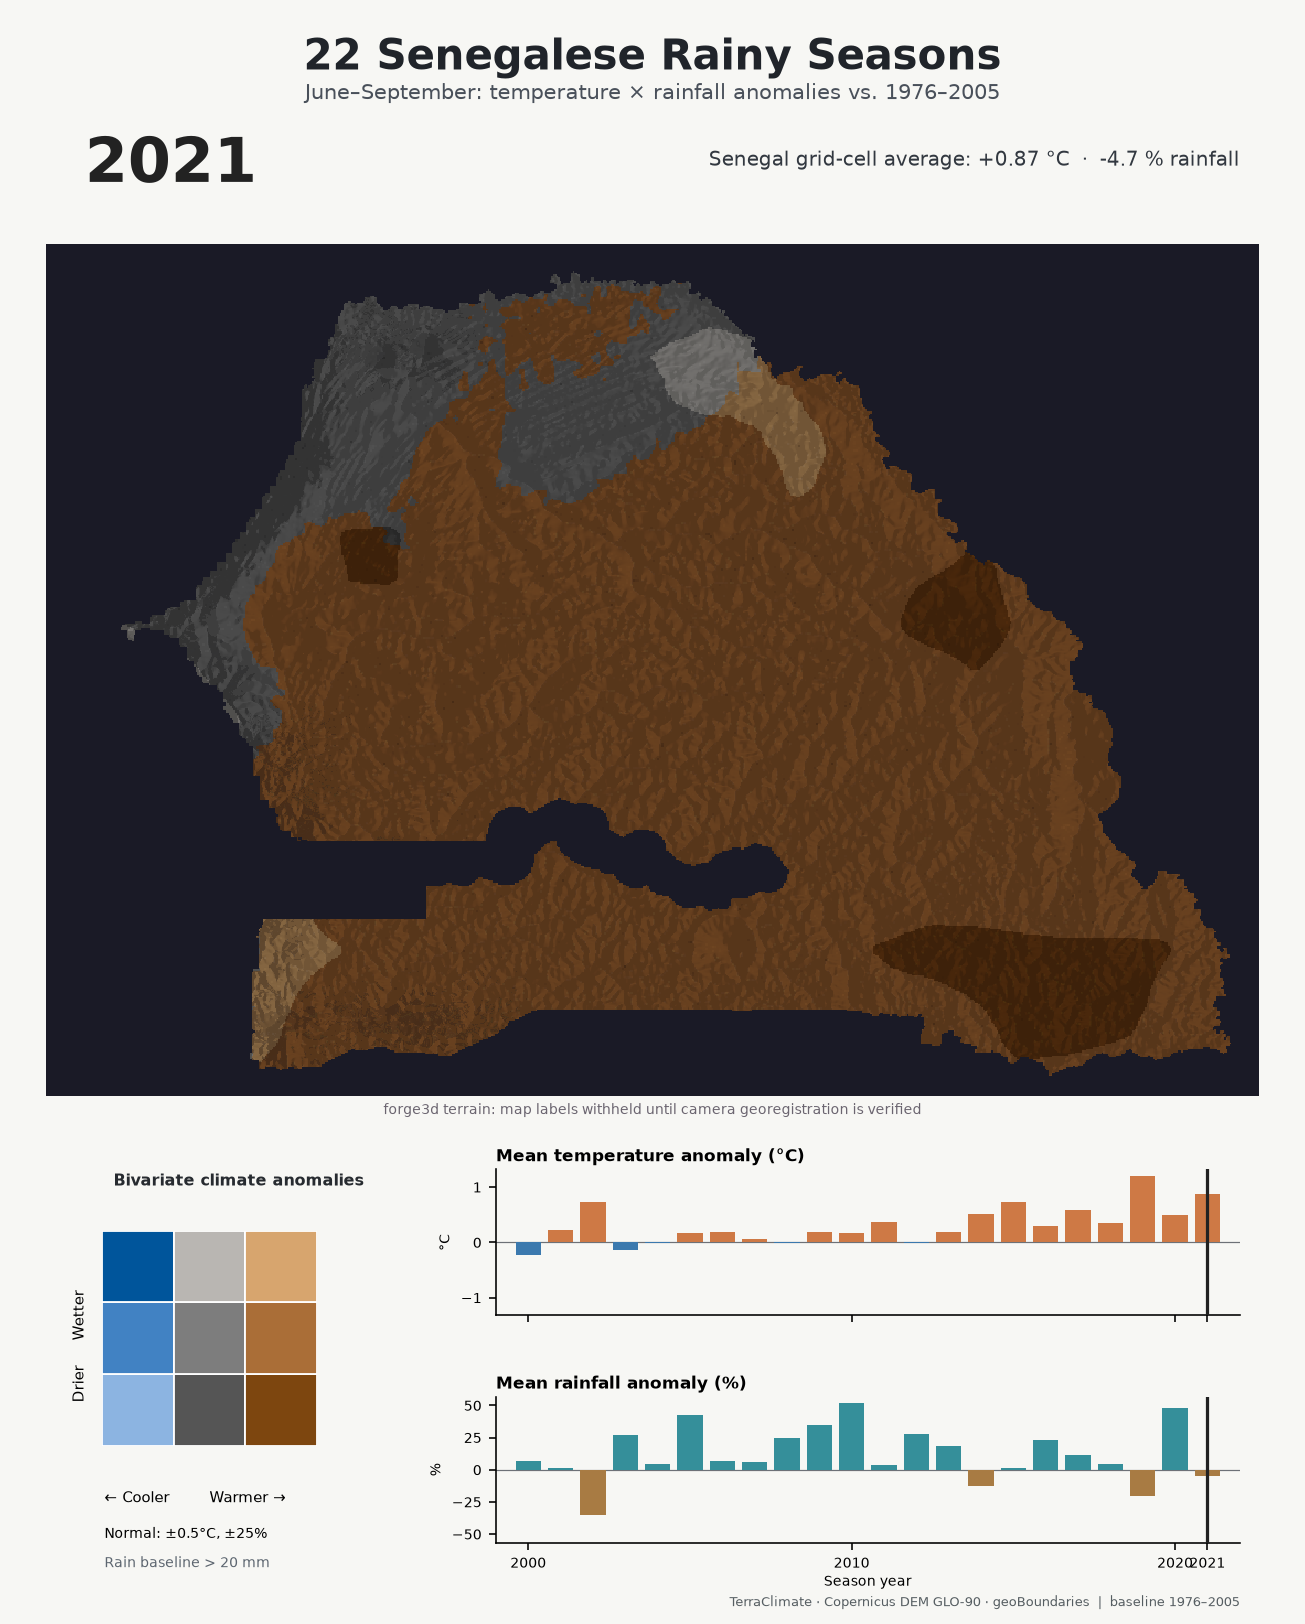 22 Senegalese Rainy Seasons
June–September: temperature × rainfall anomalies vs. 1976–2005
2021
Senegal grid-cell average: +0.87 °C · -4.7 % rainfall
forge3d terrain: map labels withheld until camera georegistration is verified
Bivariate climate anomalies
Wetter
Drier
← Cooler
Warmer →
Normal: ±0.5°C, ±25%
Rain baseline > 20 mm
Mean temperature anomaly (°C)
°C
1
0
−1
Mean rainfall anomaly (%)
%
50
25
0
−25
−50
2000
2010
2020
2021
Season year
TerraClimate · Copernicus DEM GLO-90 · geoBoundaries | baseline 1976–2005